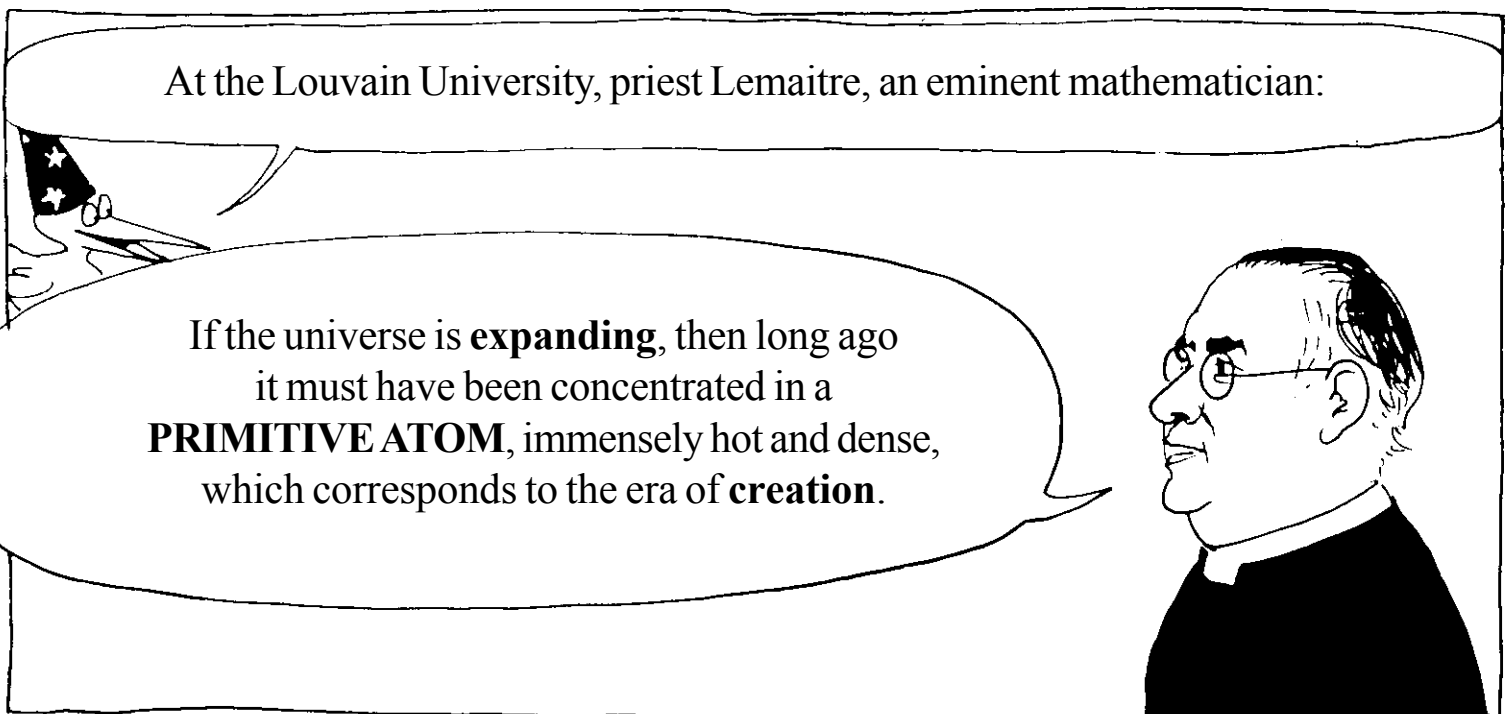 At the Louvain University, priest Lemaitre, an eminent mathematician:
If the universe is expanding, then long ago
it must have been concentrated in a
PRIMITIVE ATOM, immensely hot and dense,
which corresponds to the era of creation.